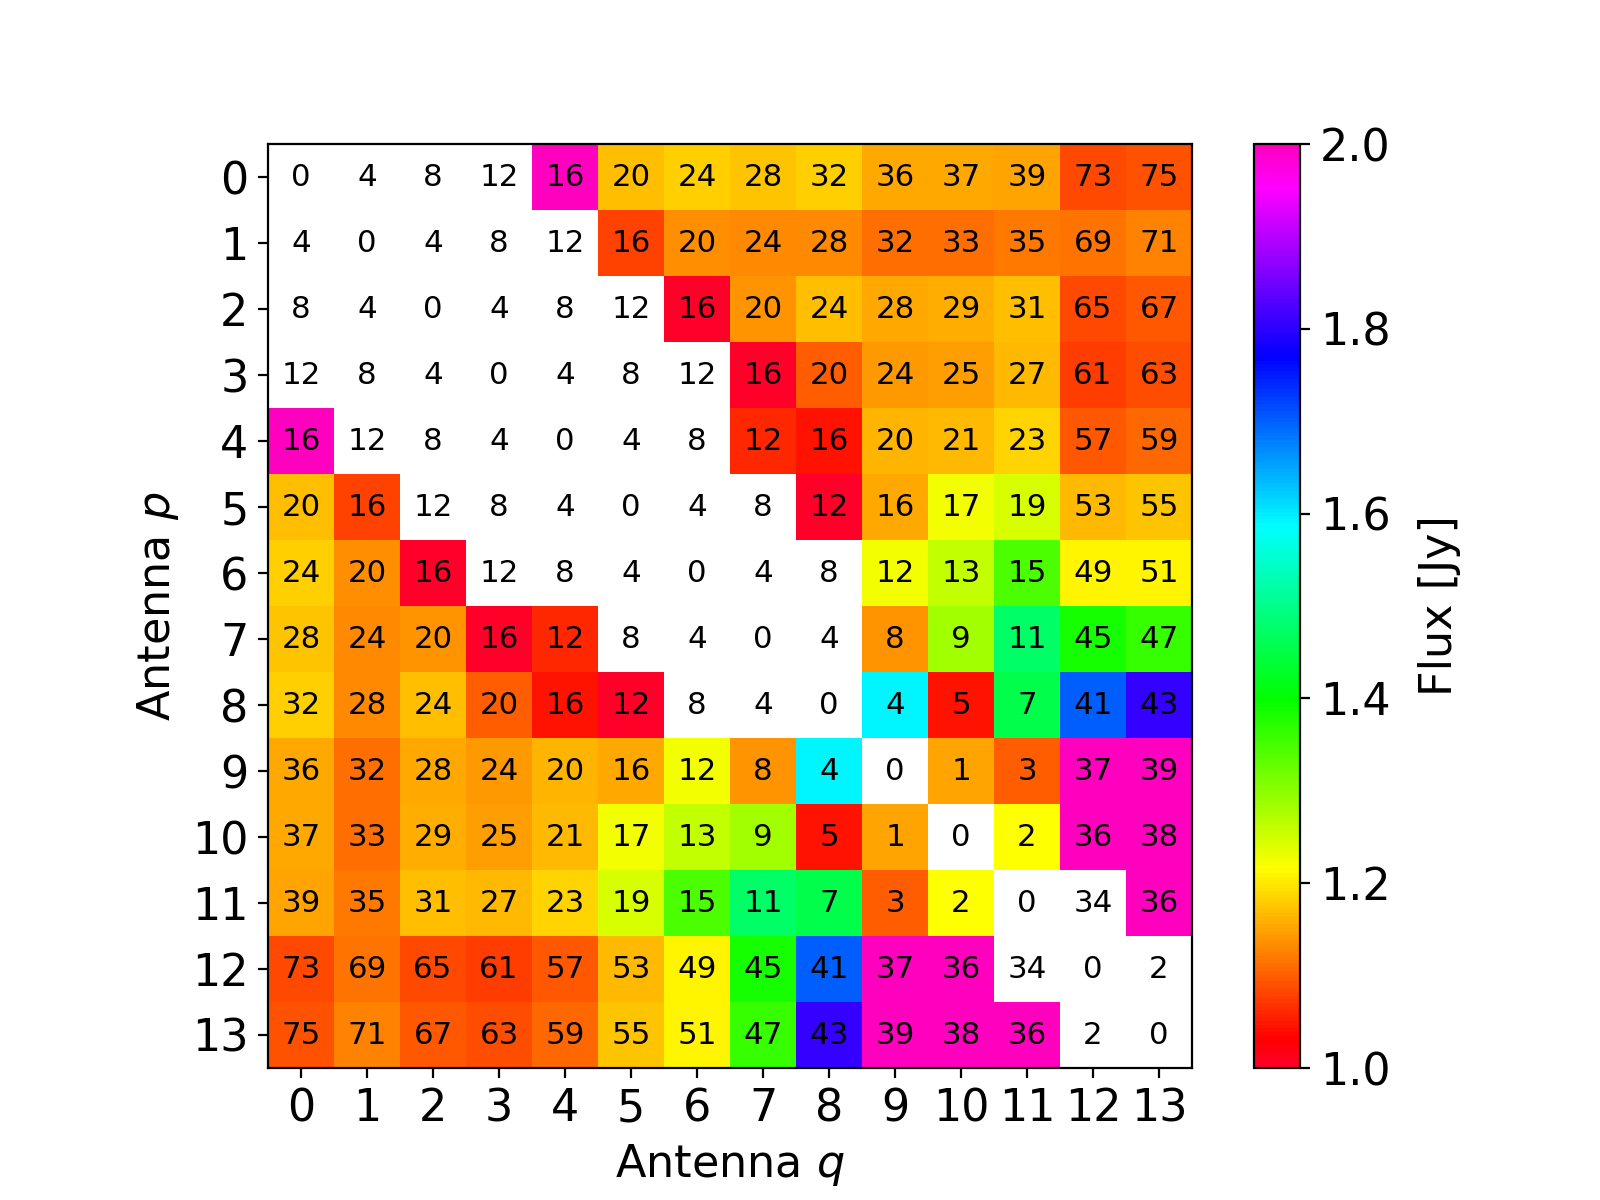 2.0
0 0 4 8 12 16 20 24 28 32 36 37 39 73 75
1 4 0 4 8 12 16 20 24 28 32 33 35 69 71
2 8 4 0 4 8 12 16 20 24 28 29 31 65 67
1.8
3 12 8 4 0 4 8 12 16 20 24 25 27 61 63
4 16 12 8 4 0 4 8 12 16 20 21 23 57 59
5 20 16 12 8 4 0 4 8 12 16 17 19 53 55
1.6
6 24 20 16 12 8 4 0 4 8 12 13 15 49 51
Antenna p
Flux [Jy]
7 28 24 20 16 12 8 4 0 4 8 9 11 45 47
8 32 28 24 20 16 12 8 4 0 4 5 7 41 43
1.4
9 36 32 28 24 20 16 12 8 4 0 1 3 37 39
10 37 33 29 25 21 17 13 9 5 1 0 2 36 38
1.2
11 39 35 31 27 23 19 15 11 7 3 2 0 34 36
12 73 69 65 61 57 53 49 45 41 37 36 34 0 2
13 75 71 67 63 59 55 51 47 43 39 38 36 2 0
1.0
0 1 2 3 4 5 6 7 8 9 10 11 12 13
Antenna q